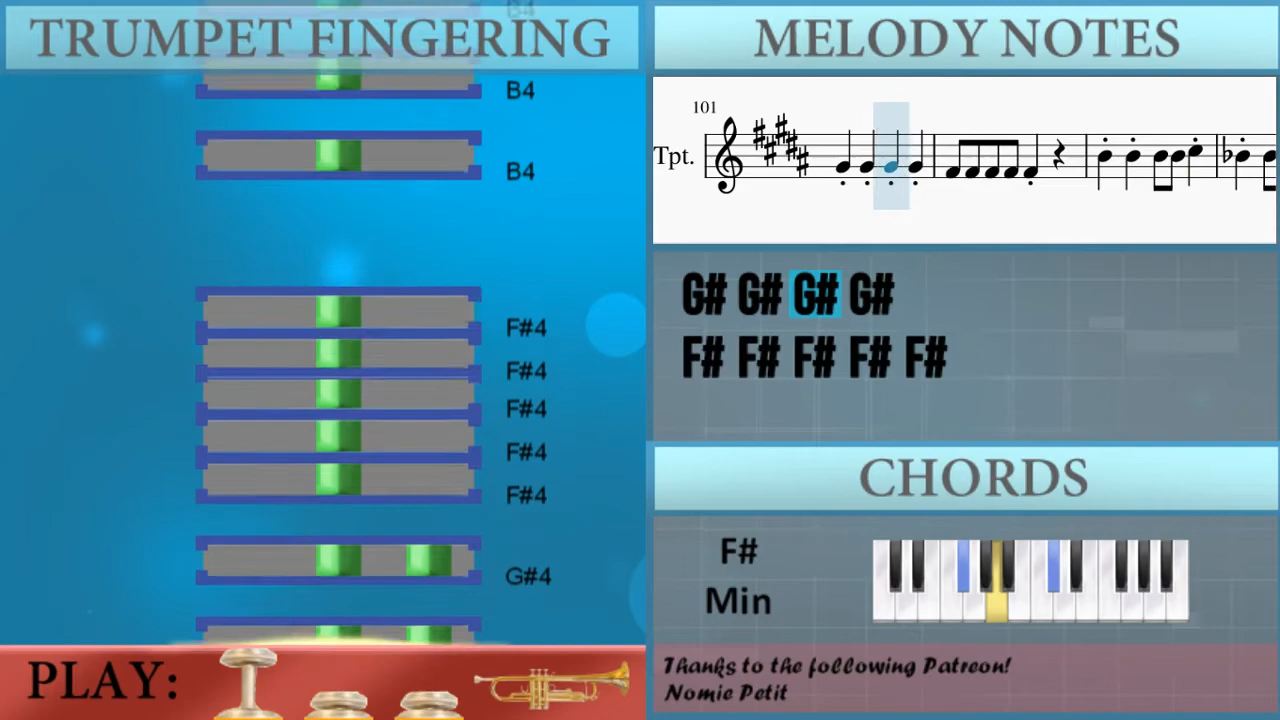 TRUMPET FINGERING
B4
B4
B4
F#4
F#4
F#4
F#4
F#4
G#4
PLAY:
MELODY NOTES
101
Tpt.
G# G# G# G#
F# F# F# F# F#
CHORDS
F#
Min
Thanks to the following Patreon!
Nomie Petit